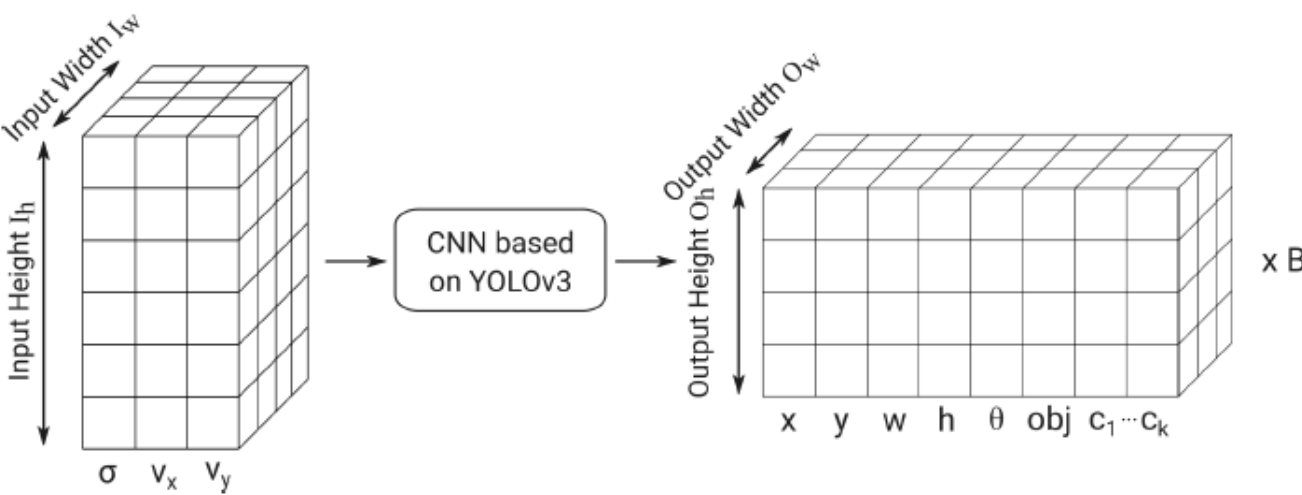 Input Width I_w
Input Height I_h
σ v_x v_y
CNN based
on YOLOv3
Output Width O_w
Output Height O_h
x y w h θ obj c_1 ... c_k
x B